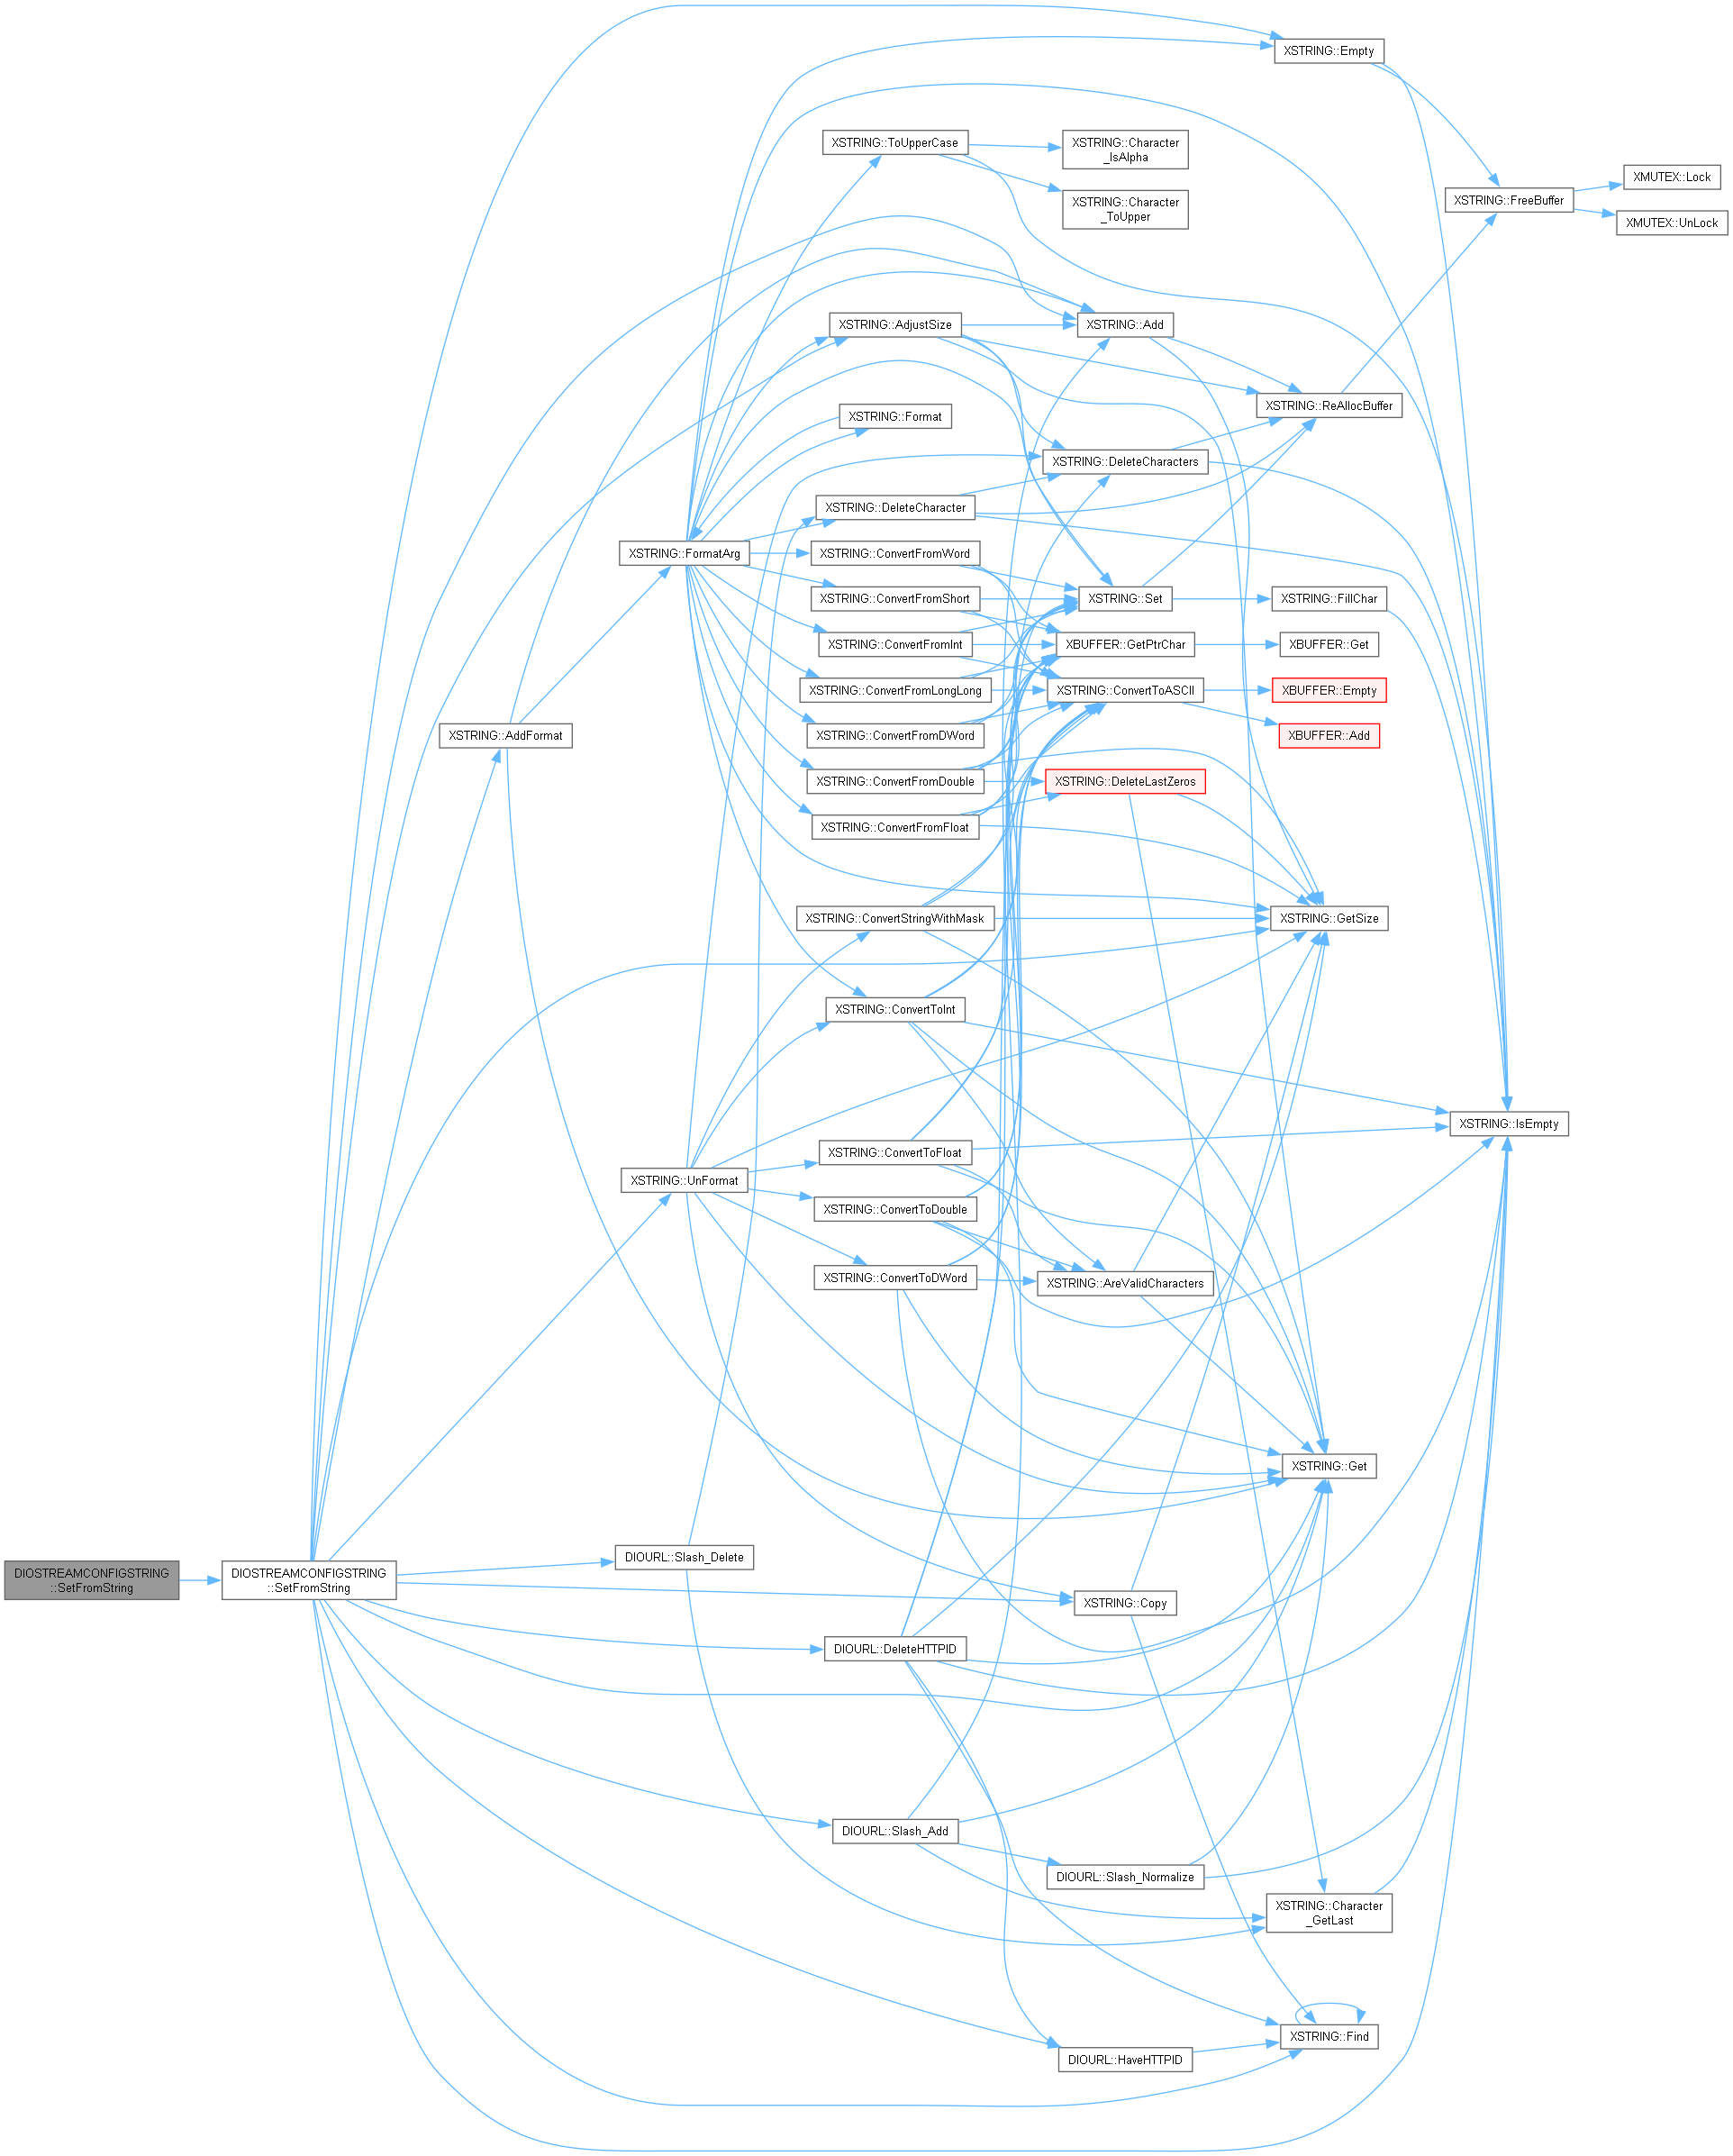 XSTRING::Empty
XSTRING::ToUpperCase
XSTRING::Character
_IsAlpha
XMUTEX::Lock
XSTRING::FreeBuffer
XSTRING::Character
_ToUpper
XMUTEX::UnLock
XSTRING::AdjustSize
XSTRING::Add
XSTRING::Format
XSTRING::ReAllocBuffer
XSTRING::DeleteCharacters
XSTRING::DeleteCharacter
XSTRING::FormatArg
XSTRING::ConvertFromWord
XSTRING::ConvertFromShort
XSTRING::Set
XSTRING::FillChar
XSTRING::ConvertFromInt
XBUFFER::GetPtrChar
XBUFFER::Get
XSTRING::ConvertFromLongLong
XSTRING::ConvertToASCII
XBUFFER::Empty
XSTRING::AddFormat
XSTRING::ConvertFromDWord
XBUFFER::Add
XSTRING::ConvertFromDouble
XSTRING::DeleteLastZeros
XSTRING::ConvertFromFloat
XSTRING::ConvertStringWithMask
XSTRING::GetSize
XSTRING::ConvertToInt
XSTRING::IsEmpty
XSTRING::ConvertToFloat
XSTRING::UnFormat
XSTRING::ConvertToDouble
XSTRING::ConvertToDWord
XSTRING::AreValidCharacters
XSTRING::Get
DIOURL::Slash_Delete
DIOSTREAMCONFIGSTRING
::SetFromString
DIOSTREAMCONFIGSTRING
::SetFromString
XSTRING::Copy
DIOURL::DeleteHTTPID
DIOURL::Slash_Add
DIOURL::Slash_Normalize
XSTRING::Character
_GetLast
XSTRING::Find
DIOURL::HaveHTTPID